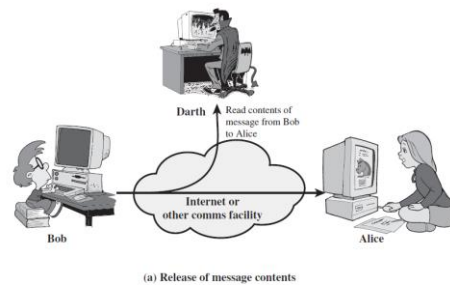 Darth
Read contents of
message from Bob
to Alice
Internet or
other comms facility
Bob
Alice
(a) Release of message contents